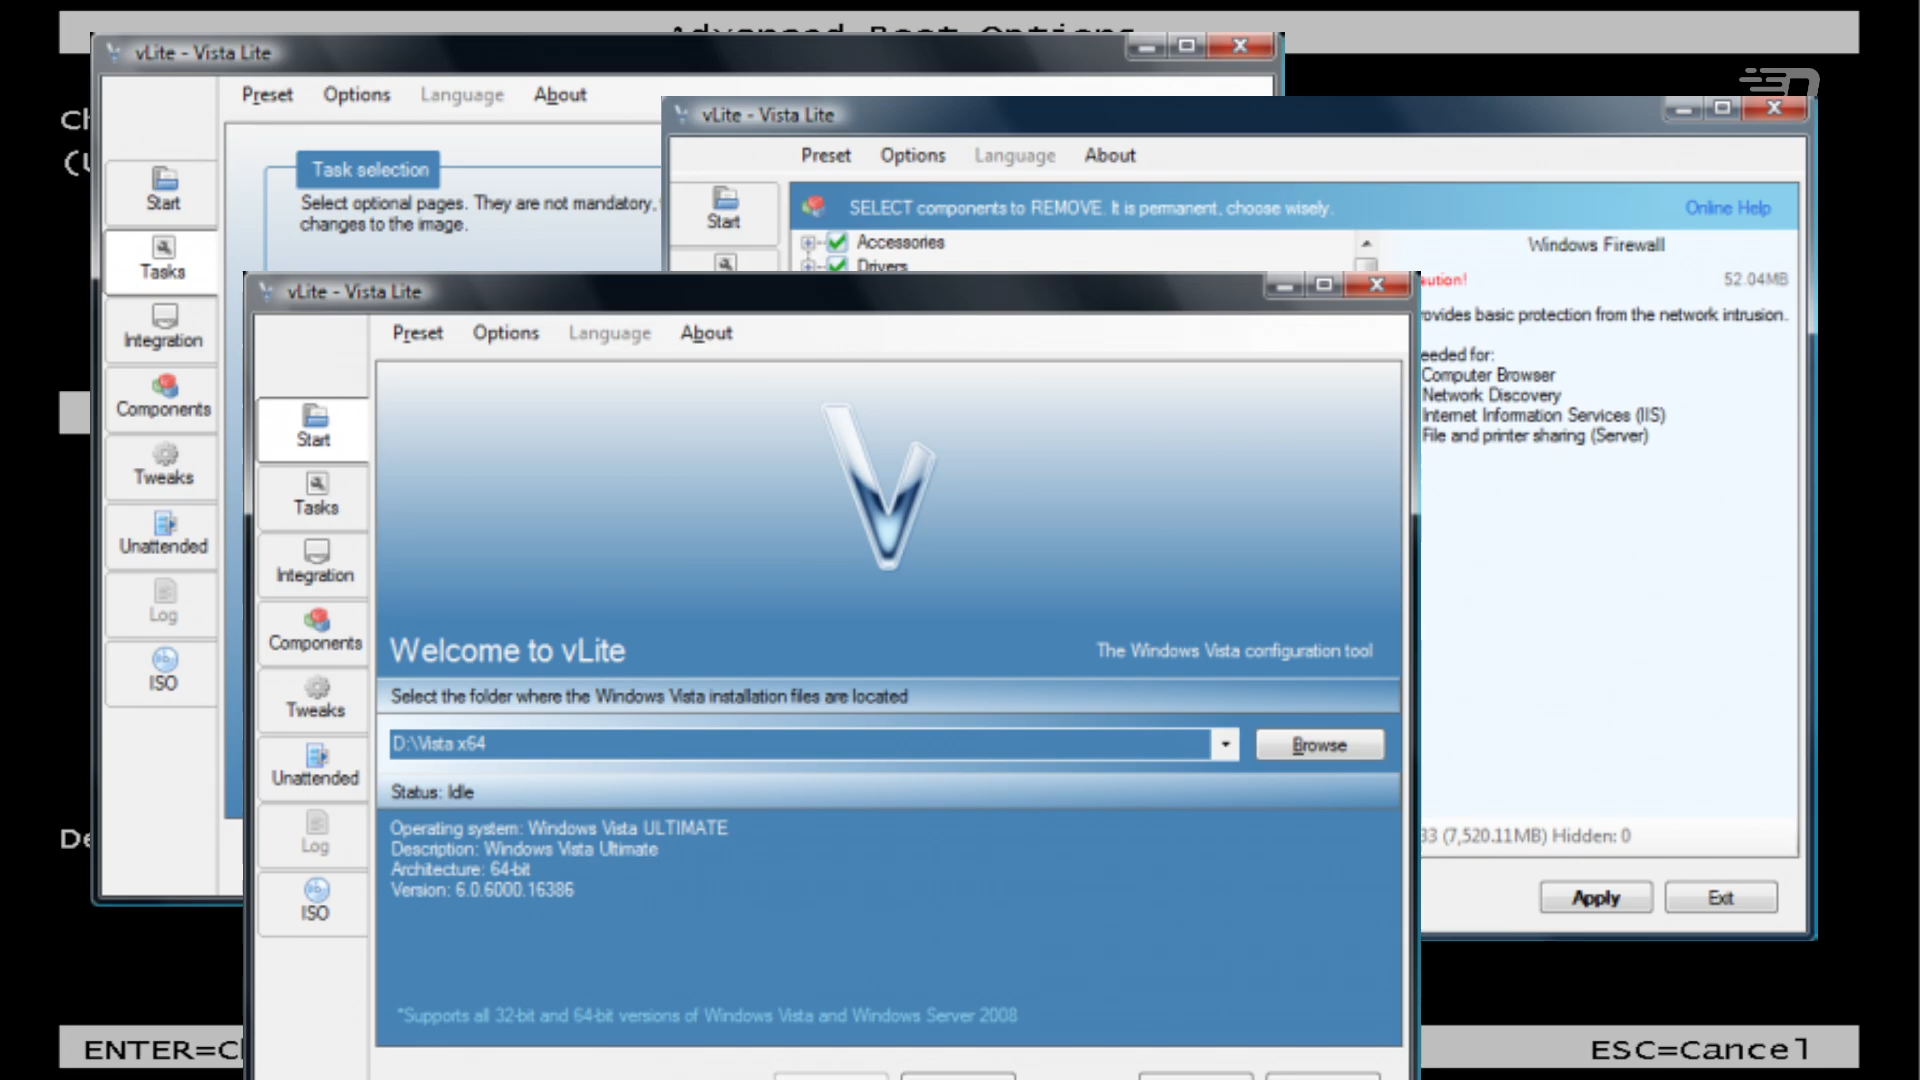 Advanced Boot Options
vLite - Vista Lite
Preset Options Language About
Task selection
Select optional pages. They are not mandatory,
changes to the image.
Start
Tasks
Integration
Components
Tweaks
Unattended
Log
ISO
vLite - Vista Lite
Preset Options Language About
Start
SELECT components to REMOVE. It is permanent, choose wisely.
Online Help
Accessories
Drivers
Windows Firewall
aution!
52.04MB
rovides basic protection from the network intrusion.
eeded for:
Computer Browser
Network Discovery
Internet Information Services (IIS)
File and printer sharing (Server)
33 (7,520.11MB) Hidden: 0
Apply
Exit
vLite - Vista Lite
Preset Options Language About
Start
Tasks
Integration
Components
Tweaks
Unattended
Log
ISO
Welcome to vLite
The Windows Vista configuration tool
Select the folder where the Windows Vista installation files are located
D:\Vista x64
Browse
Status: Idle
Operating system: Windows Vista ULTIMATE
Description: Windows Vista Ultimate
Architecture: 64-bit
Version: 6.0.6000.16386
*Supports all 32-bit and 64-bit versions of Windows Vista and Windows Server 2008
De
ENTER=C
ESC=Cancel